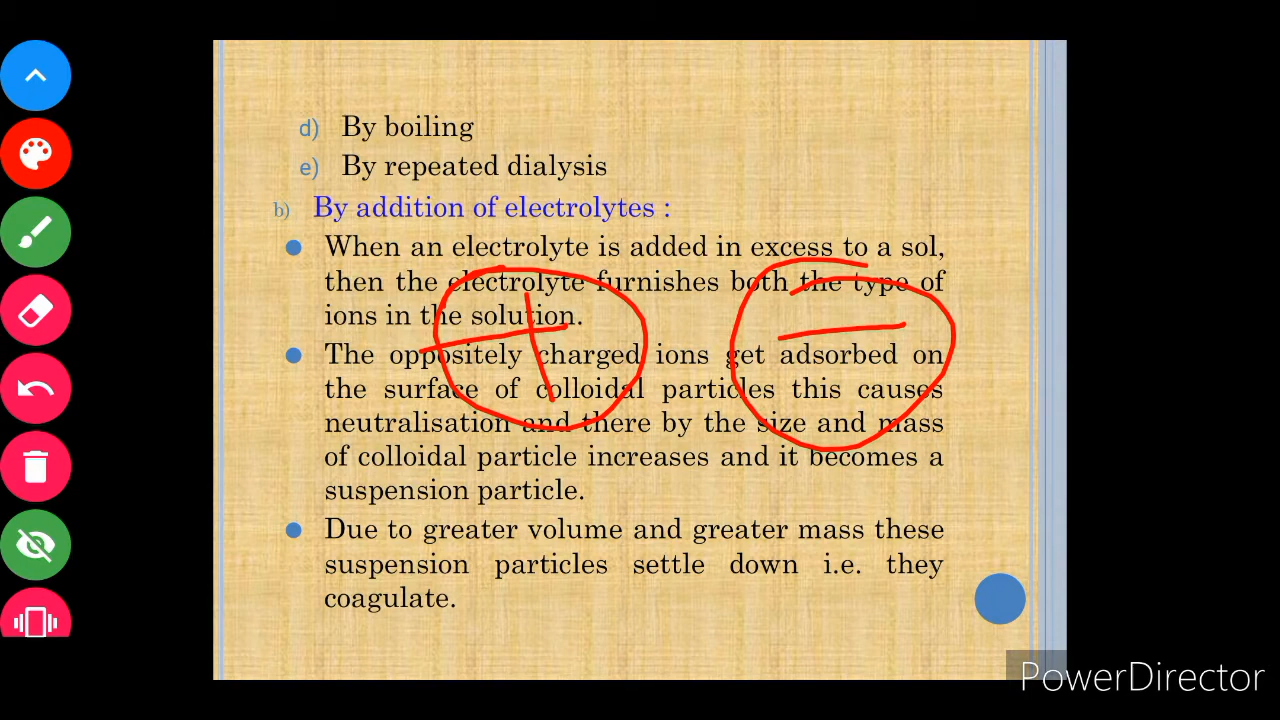 d) By boiling
e) By repeated dialysis
b) By addition of electrolytes :
When an electrolyte is added in excess to a sol,
then the electrolyte furnishes both the type of
ions in the solution.
The oppositely charged ions get adsorbed on
the surface of colloidal particles this causes
neutralisation and there by the size and mass
of colloidal particle increases and it becomes a
suspension particle.
Due to greater volume and greater mass these
suspension particles settle down i.e. they
coagulate.
+ −
PowerDirector